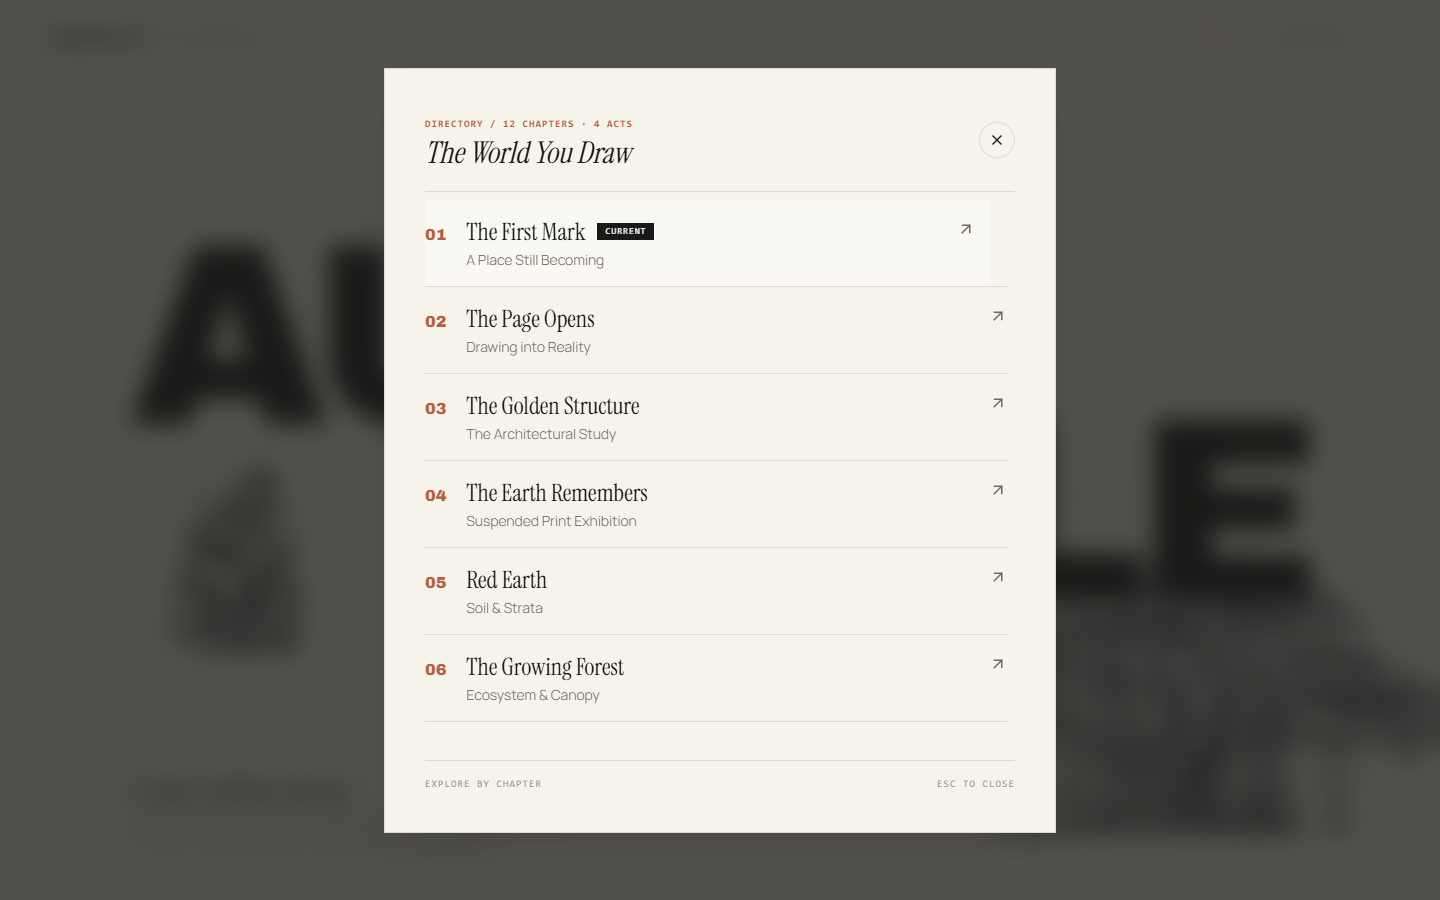 DIRECTORY / 12 CHAPTERS · 4 ACTS
The World You Draw
01 The First Mark CURRENT
A Place Still Becoming
02 The Page Opens
Drawing into Reality
03 The Golden Structure
The Architectural Study
04 The Earth Remembers
Suspended Print Exhibition
05 Red Earth
Soil & Strata
06 The Growing Forest
Ecosystem & Canopy
EXPLORE BY CHAPTER
ESC TO CLOSE
AU
LE